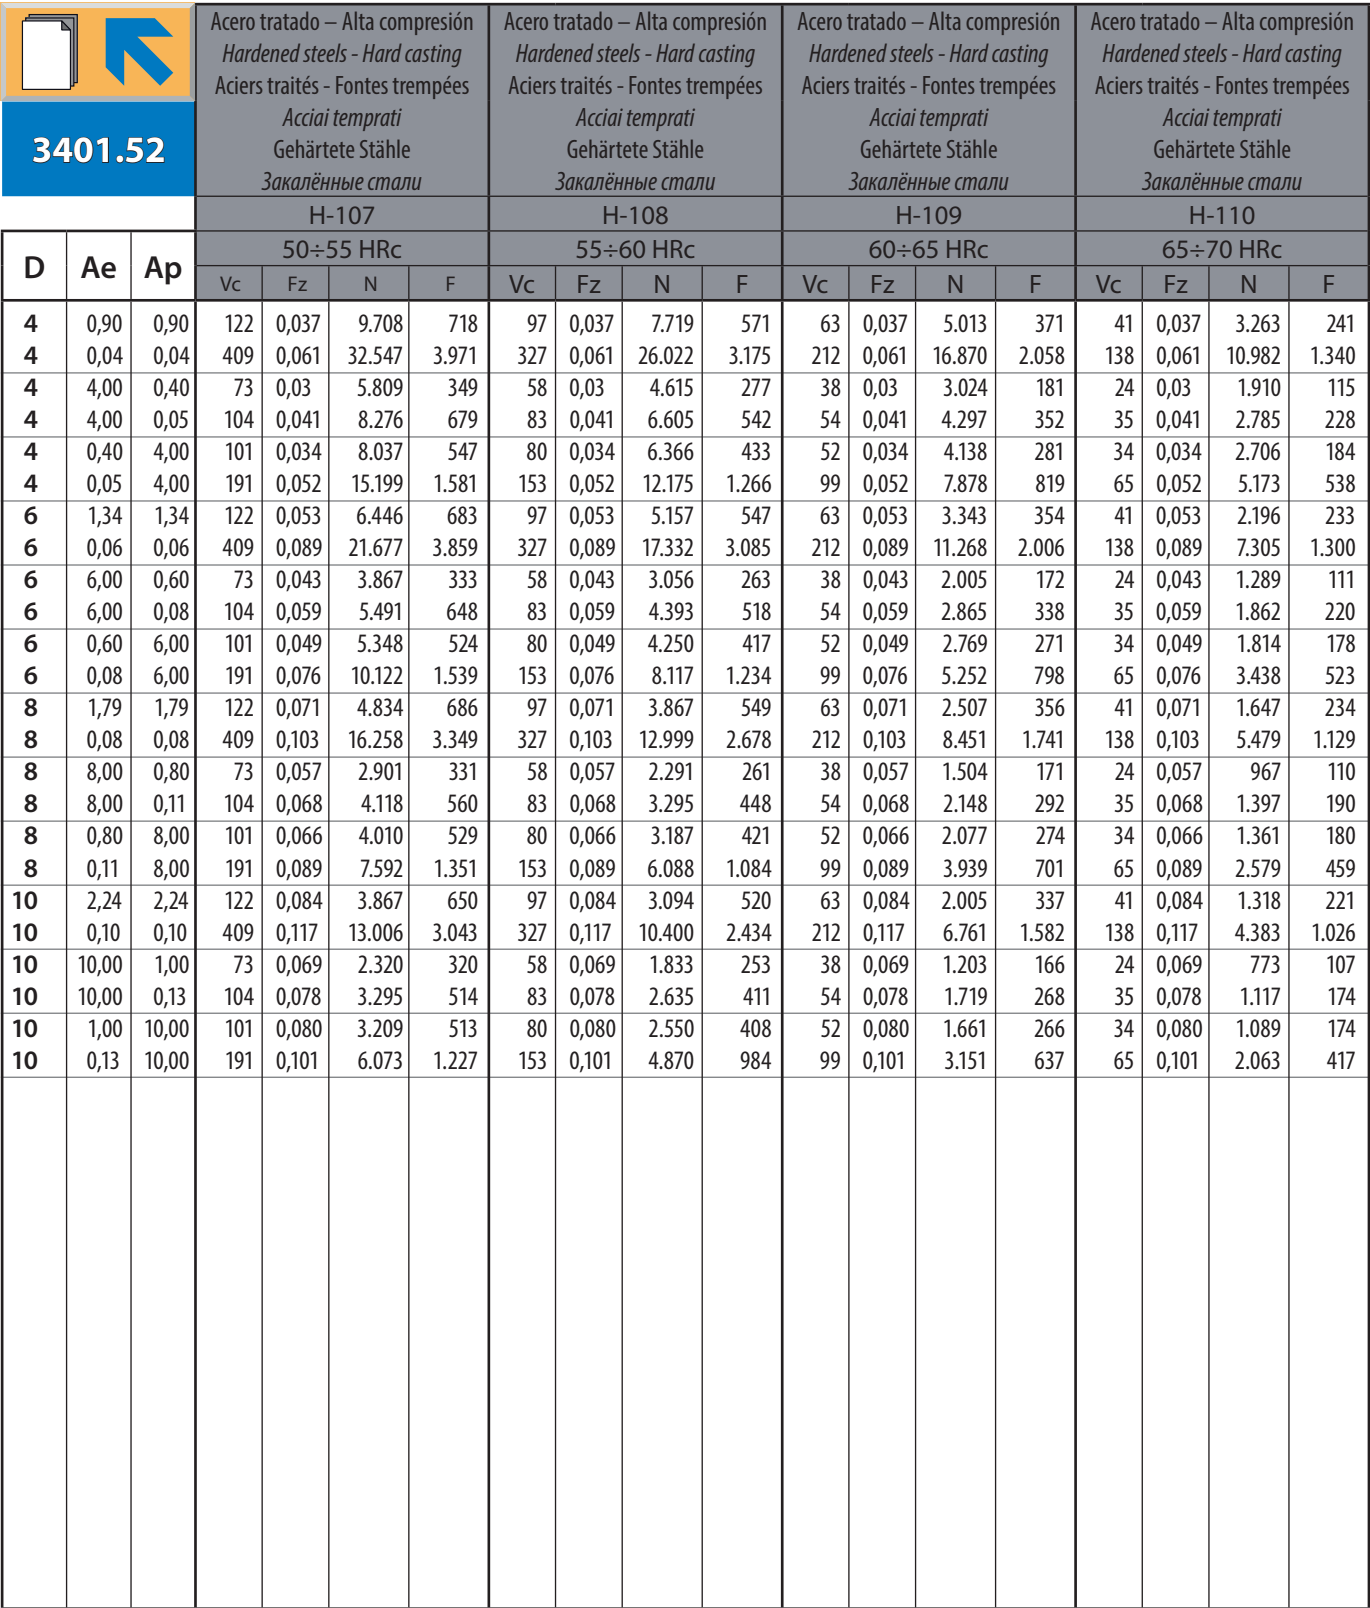 Acero tratado – Alta compresión Acero tratado – Alta compresión Acero tratado – Alta compresión Acero tratado – Alta compresión
Hardened steels - Hard casting Hardened steels - Hard casting Hardened steels - Hard casting Hardened steels - Hard casting
Aciers traités - Fontes trempées Aciers traités - Fontes trempées Aciers traités - Fontes trempées Aciers traités - Fontes trempées
Acciai temprati Acciai temprati Acciai temprati Acciai temprati
3401.52 Gehärtete Stähle Gehärtete Stähle Gehärtete Stähle Gehärtete Stähle
Закалённые стали Закалённые стали Закалённые стали Закалённые стали
H-107 H-108 H-109 H-110
D Ae Ap 50÷55 HRc 55÷60 HRc 60÷65 HRc 65÷70 HRc
Vc Fz N F Vc Fz N F Vc Fz N F Vc Fz N F
4 0,90 0,90 122 0,037 9.708 718 97 0,037 7.719 571 63 0,037 5.013 371 41 0,037 3.263 241
4 0,04 0,04 409 0,061 32.547 3.971 327 0,061 26.022 3.175 212 0,061 16.870 2.058 138 0,061 10.982 1.340
4 4,00 0,40 73 0,03 5.809 349 58 0,03 4.615 277 38 0,03 3.024 181 24 0,03 1.910 115
4 4,00 0,05 104 0,041 8.276 679 83 0,041 6.605 542 54 0,041 4.297 352 35 0,041 2.785 228
4 0,40 4,00 101 0,034 8.037 547 80 0,034 6.366 433 52 0,034 4.138 281 34 0,034 2.706 184
4 0,05 4,00 191 0,052 15.199 1.581 153 0,052 12.175 1.266 99 0,052 7.878 819 65 0,052 5.173 538
6 1,34 1,34 122 0,053 6.446 683 97 0,053 5.157 547 63 0,053 3.343 354 41 0,053 2.196 233
6 0,06 0,06 409 0,089 21.677 3.859 327 0,089 17.332 3.085 212 0,089 11.268 2.006 138 0,089 7.305 1.300
6 6,00 0,60 73 0,043 3.867 333 58 0,043 3.056 263 38 0,043 2.005 172 24 0,043 1.289 111
6 6,00 0,08 104 0,059 5.491 648 83 0,059 4.393 518 54 0,059 2.865 338 35 0,059 1.862 220
6 0,60 6,00 101 0,049 5.348 524 80 0,049 4.250 417 52 0,049 2.769 271 34 0,049 1.814 178
6 0,08 6,00 191 0,076 10.122 1.539 153 0,076 8.117 1.234 99 0,076 5.252 798 65 0,076 3.438 523
8 1,79 1,79 122 0,071 4.834 686 97 0,071 3.867 549 63 0,071 2.507 356 41 0,071 1.647 234
8 0,08 0,08 409 0,103 16.258 3.349 327 0,103 12.999 2.678 212 0,103 8.451 1.741 138 0,103 5.479 1.129
8 8,00 0,80 73 0,057 2.901 331 58 0,057 2.291 261 38 0,057 1.504 171 24 0,057 967 110
8 8,00 0,11 104 0,068 4.118 560 83 0,068 3.295 448 54 0,068 2.148 292 35 0,068 1.397 190
8 0,80 8,00 101 0,066 4.010 529 80 0,066 3.187 421 52 0,066 2.077 274 34 0,066 1.361 180
8 0,11 8,00 191 0,089 7.592 1.351 153 0,089 6.088 1.084 99 0,089 3.939 701 65 0,089 2.579 459
10 2,24 2,24 122 0,084 3.867 650 97 0,084 3.094 520 63 0,084 2.005 337 41 0,084 1.318 221
10 0,10 0,10 409 0,117 13.006 3.043 327 0,117 10.400 2.434 212 0,117 6.761 1.582 138 0,117 4.383 1.026
10 10,00 1,00 73 0,069 2.320 320 58 0,069 1.833 253 38 0,069 1.203 166 24 0,069 773 107
10 10,00 0,13 104 0,078 3.295 514 83 0,078 2.635 411 54 0,078 1.719 268 35 0,078 1.117 174
10 1,00 10,00 101 0,080 3.209 513 80 0,080 2.550 408 52 0,080 1.661 266 34 0,080 1.089 174
10 0,13 10,00 191 0,101 6.073 1.227 153 0,101 4.870 984 99 0,101 3.151 637 65 0,101 2.063 417